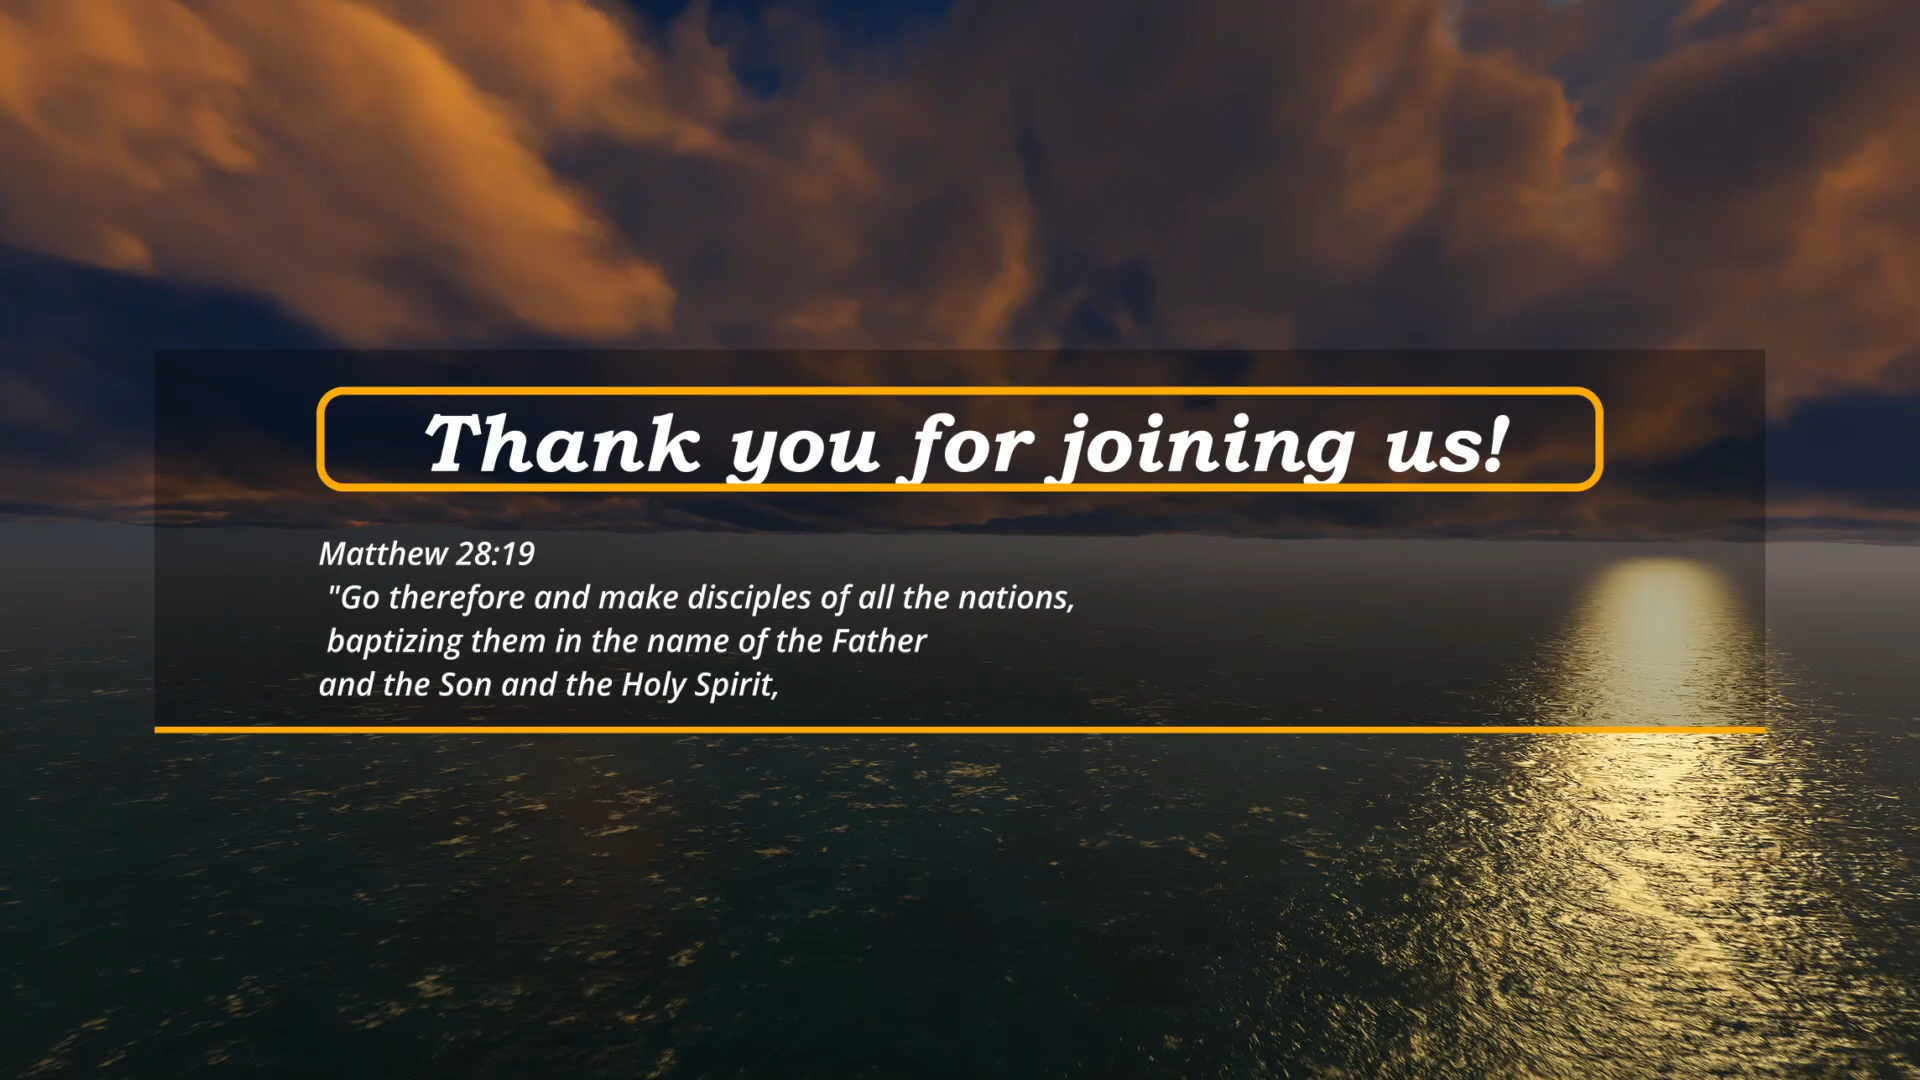 Thank you for joining us!
Matthew 28:19
"Go therefore and make disciples of all the nations,
baptizing them in the name of the Father
and the Son and the Holy Spirit,